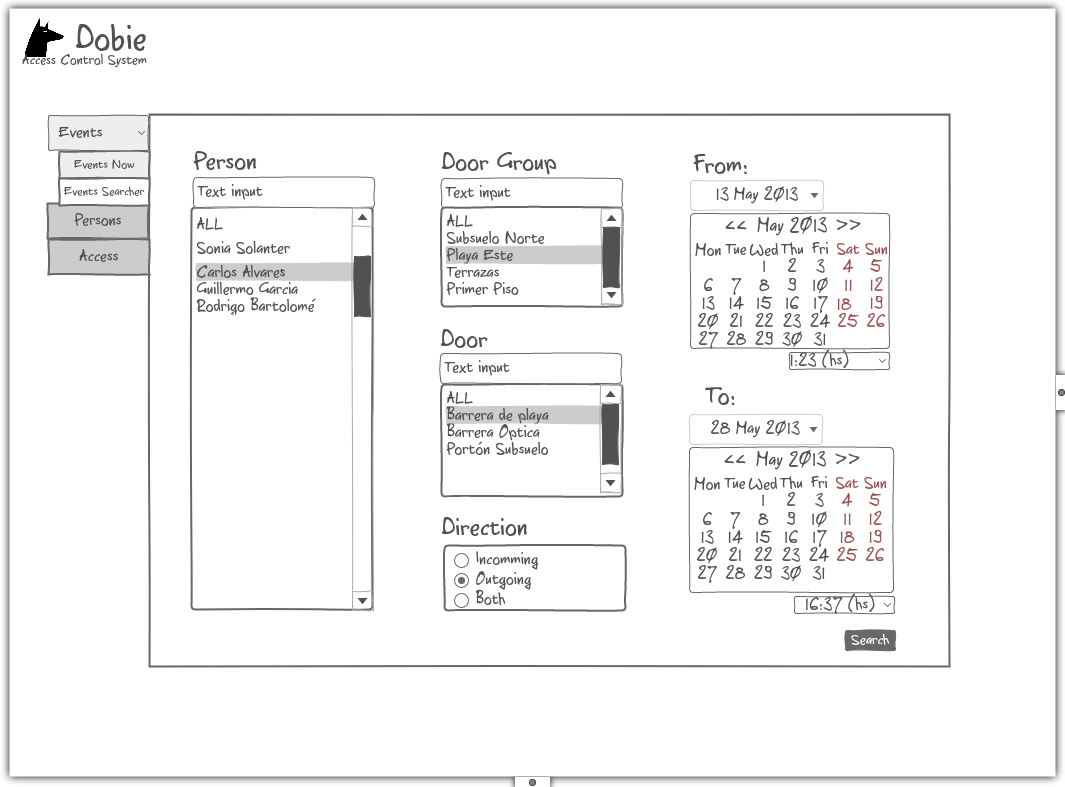 Dobie
Access Control System
Events
Events Now
Events Searcher
Persons
Access
Person
Text input
ALL
Sonia Solanter
Carlos Alvares
Guillermo Garcia
Rodrigo Bartolomé
Door Group
Text input
ALL
Subsuelo Norte
Playa Este
Terrazas
Primer Piso
Door
Text input
ALL
Barrera de playa
Barrera Optica
Portón Subsuelo
Direction
Incomming
Outgoing
Both
From:
13 May 2013
<< May 2013 >>
Mon Tue Wed Thu Fri Sat Sun
1 2 3 4 5
6 7 8 9 10 11 12
13 14 15 16 17 18 19
20 21 22 23 24 25 26
27 28 29 30 31
1:23 (hs)
To:
28 May 2013
<< May 2013 >>
Mon Tue Wed Thu Fri Sat Sun
1 2 3 4 5
6 7 8 9 10 11 12
13 14 15 16 17 18 19
20 21 22 23 24 25 26
27 28 29 30 31
16:37 (hs)
Search